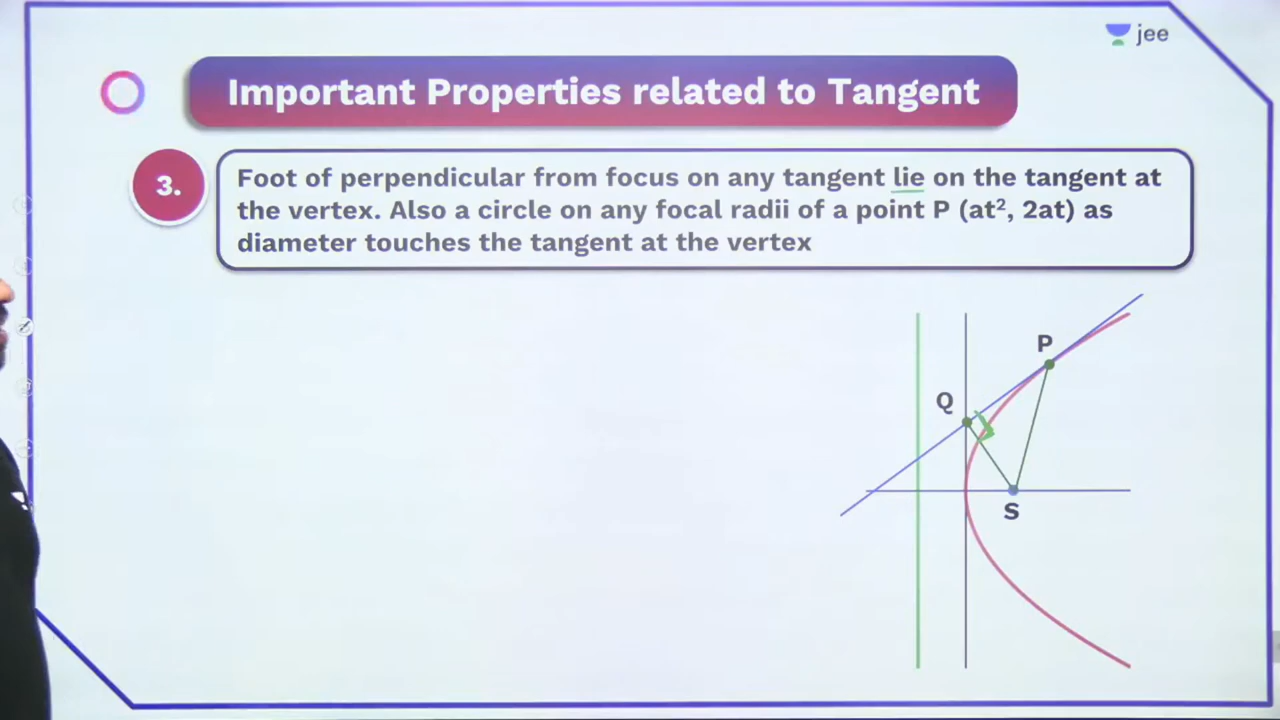 jee
Important Properties related to Tangent
3.
Foot of perpendicular from focus on any tangent lie on the tangent at
the vertex. Also a circle on any focal radii of a point P (at², 2at) as
diameter touches the tangent at the vertex
P
Q
S